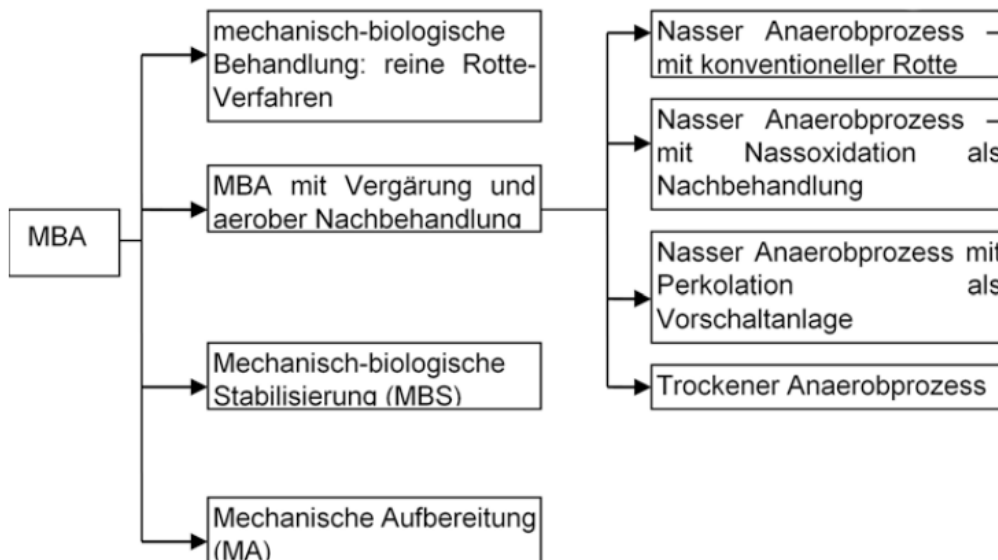 MBA
mechanisch-biologische
Behandlung: reine Rotte-
Verfahren
MBA mit Vergärung und
aerober Nachbehandlung
Mechanisch-biologische
Stabilisierung (MBS)
Mechanische Aufbereitung
(MA)
Nasser Anaerobprozess –
mit konventioneller Rotte
Nasser Anaerobprozess –
mit Nassoxidation als
Nachbehandlung
Nasser Anaerobprozess mit
Perkolation als
Vorschaltanlage
Trockener Anaerobprozess